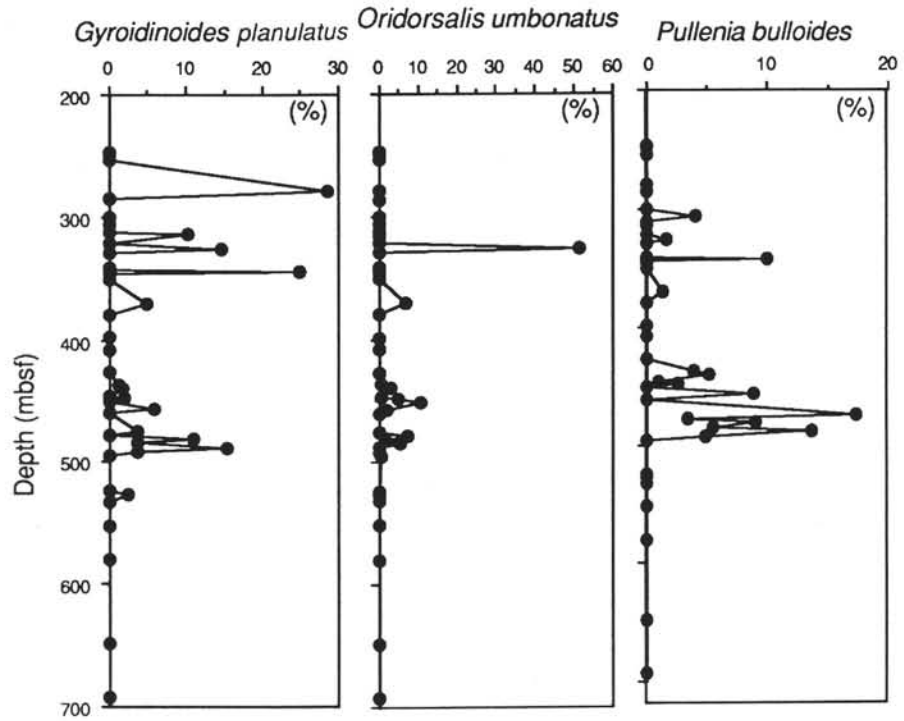 Gyroidinoides planulatus Oridorsalis umbonatus Pullenia bulloides
0 10 20 30 0 10 20 30 40 50 60 0 10 20
200 (%) (%) (%)
300
400
Depth (mbsf)
500
600
700